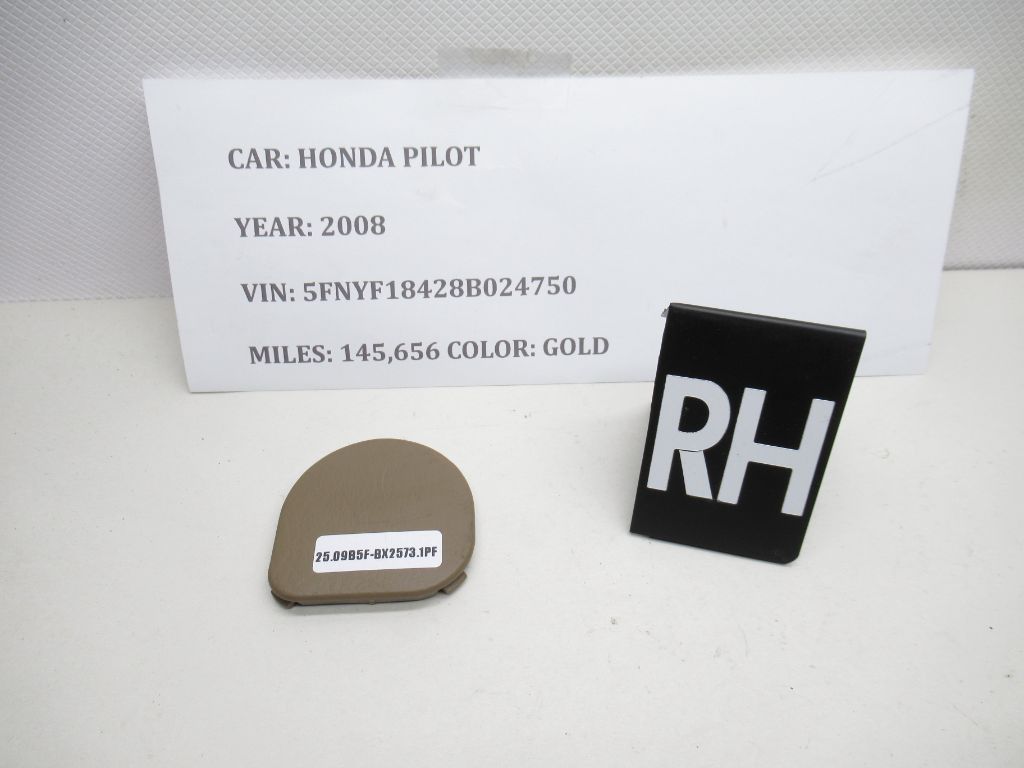 CAR: HONDA PILOT
YEAR: 2008
VIN: 5FNYF18428B024750
MILES: 145,656 COLOR: GOLD
RH
25.09B5F-BX2573.1PF